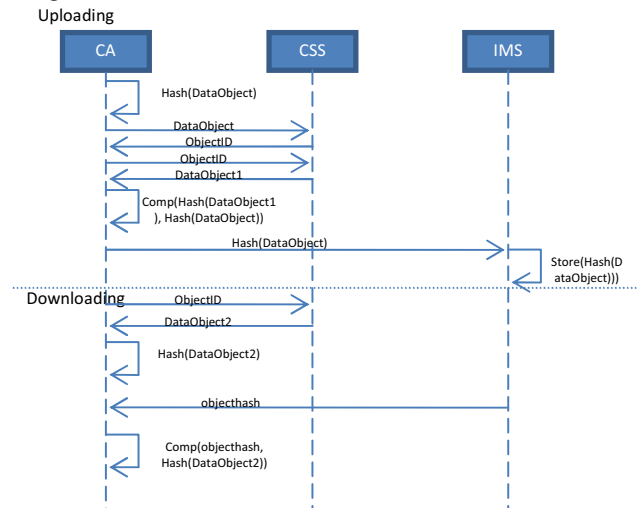 Uploading
CA
CSS
IMS
Hash(DataObject)
DataObject
ObjectID
ObjectID
DataObject1
Comp(Hash(DataObject1
), Hash(DataObject))
Hash(DataObject)
Store(Hash(D
ataObject)))
Downloading
ObjectID
DataObject2
Hash(DataObject2)
objecthash
Comp(objecthash,
Hash(DataObject2))